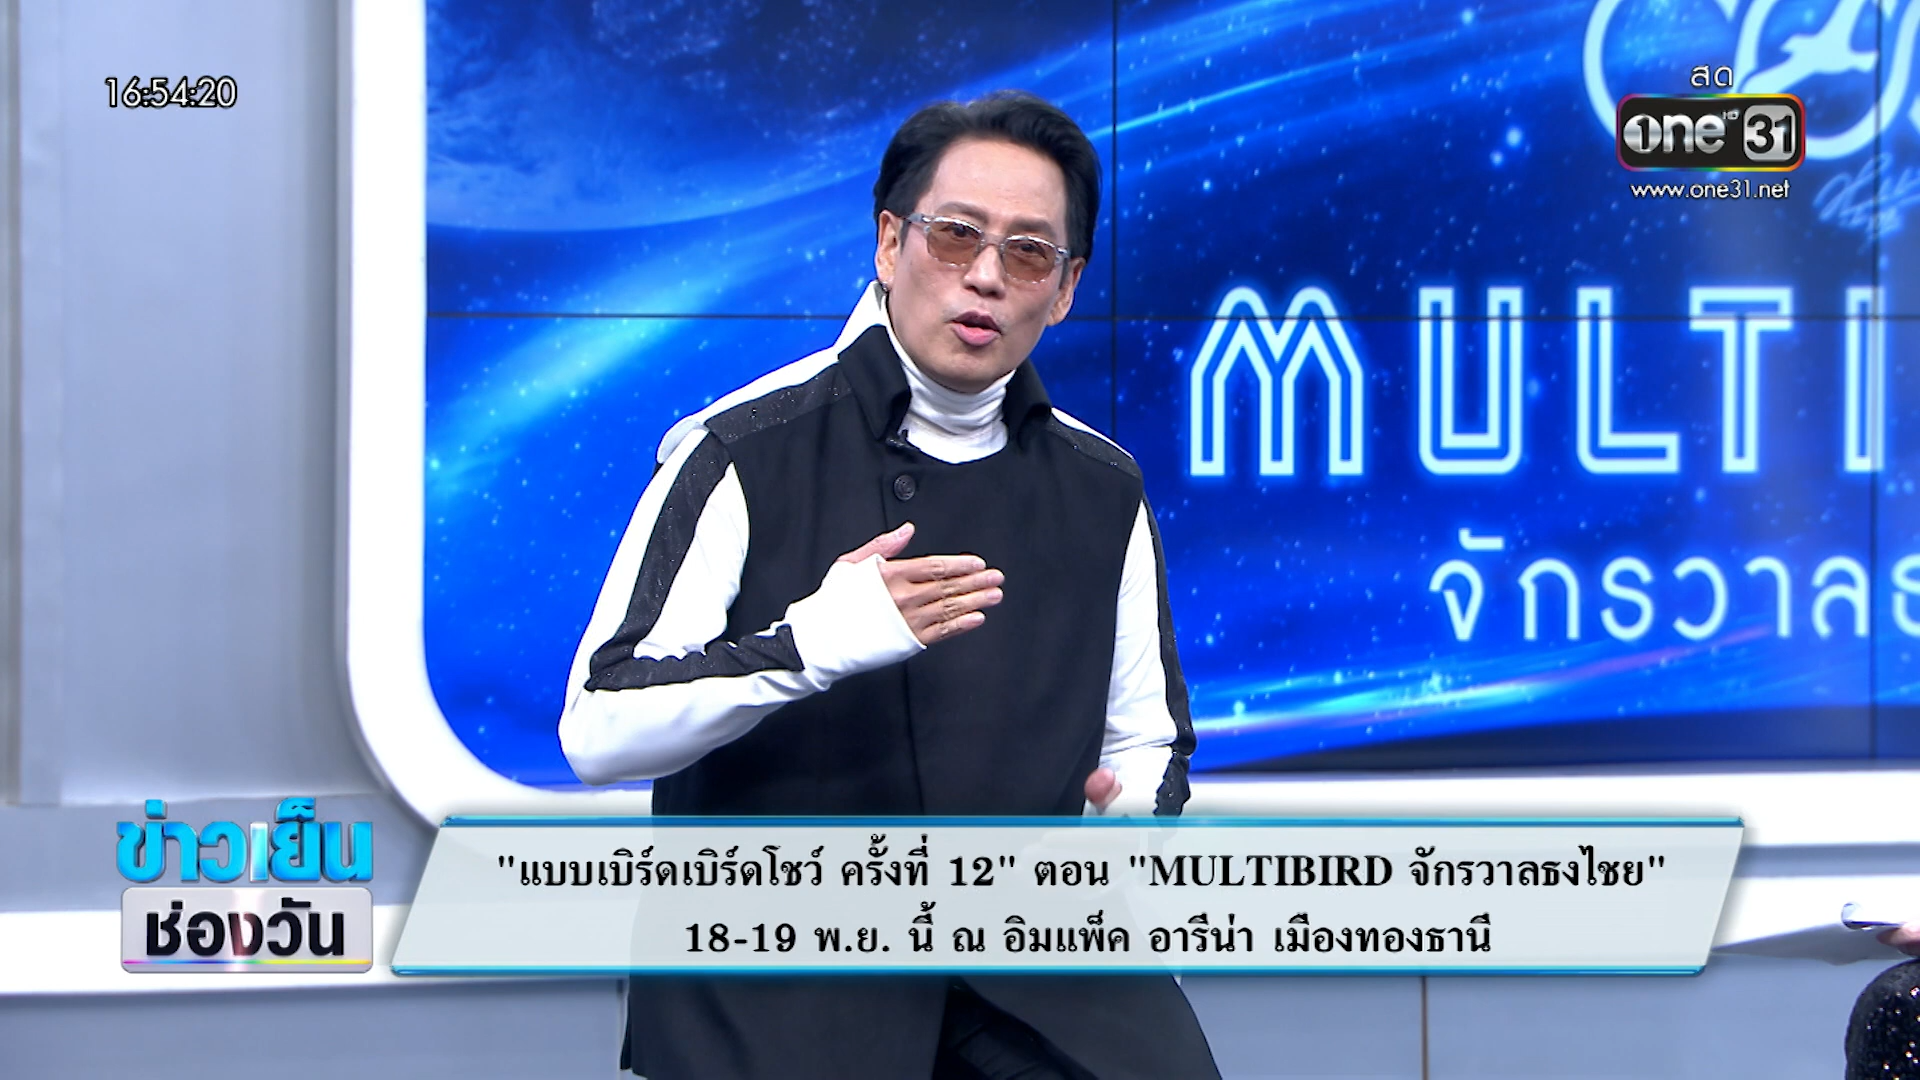 16:54:20
สด
one HD 31
www.one31.net
MULTI
จักรวาล
ข่าวเย็น
ช่องวัน
"แบบเบิร์ดเบิร์ดโชว์ ครั้งที่ 12" ตอน "MULTIBIRD จักรวาลธงไชย"
18-19 พ.ย. นี้ ณ อิมแพ็ค อารีน่า เมืองทองธานี